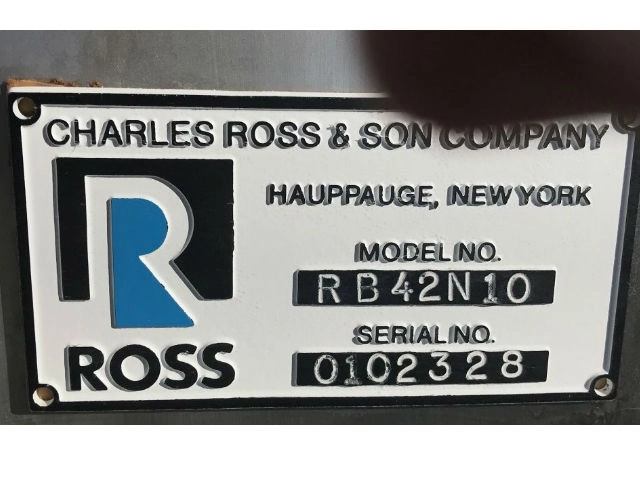 CHARLES ROSS & SON COMPANY
HAUPPAUGE, NEW YORK
MODEL NO.
RB42N10
SERIAL NO.
0102328
R
ROSS